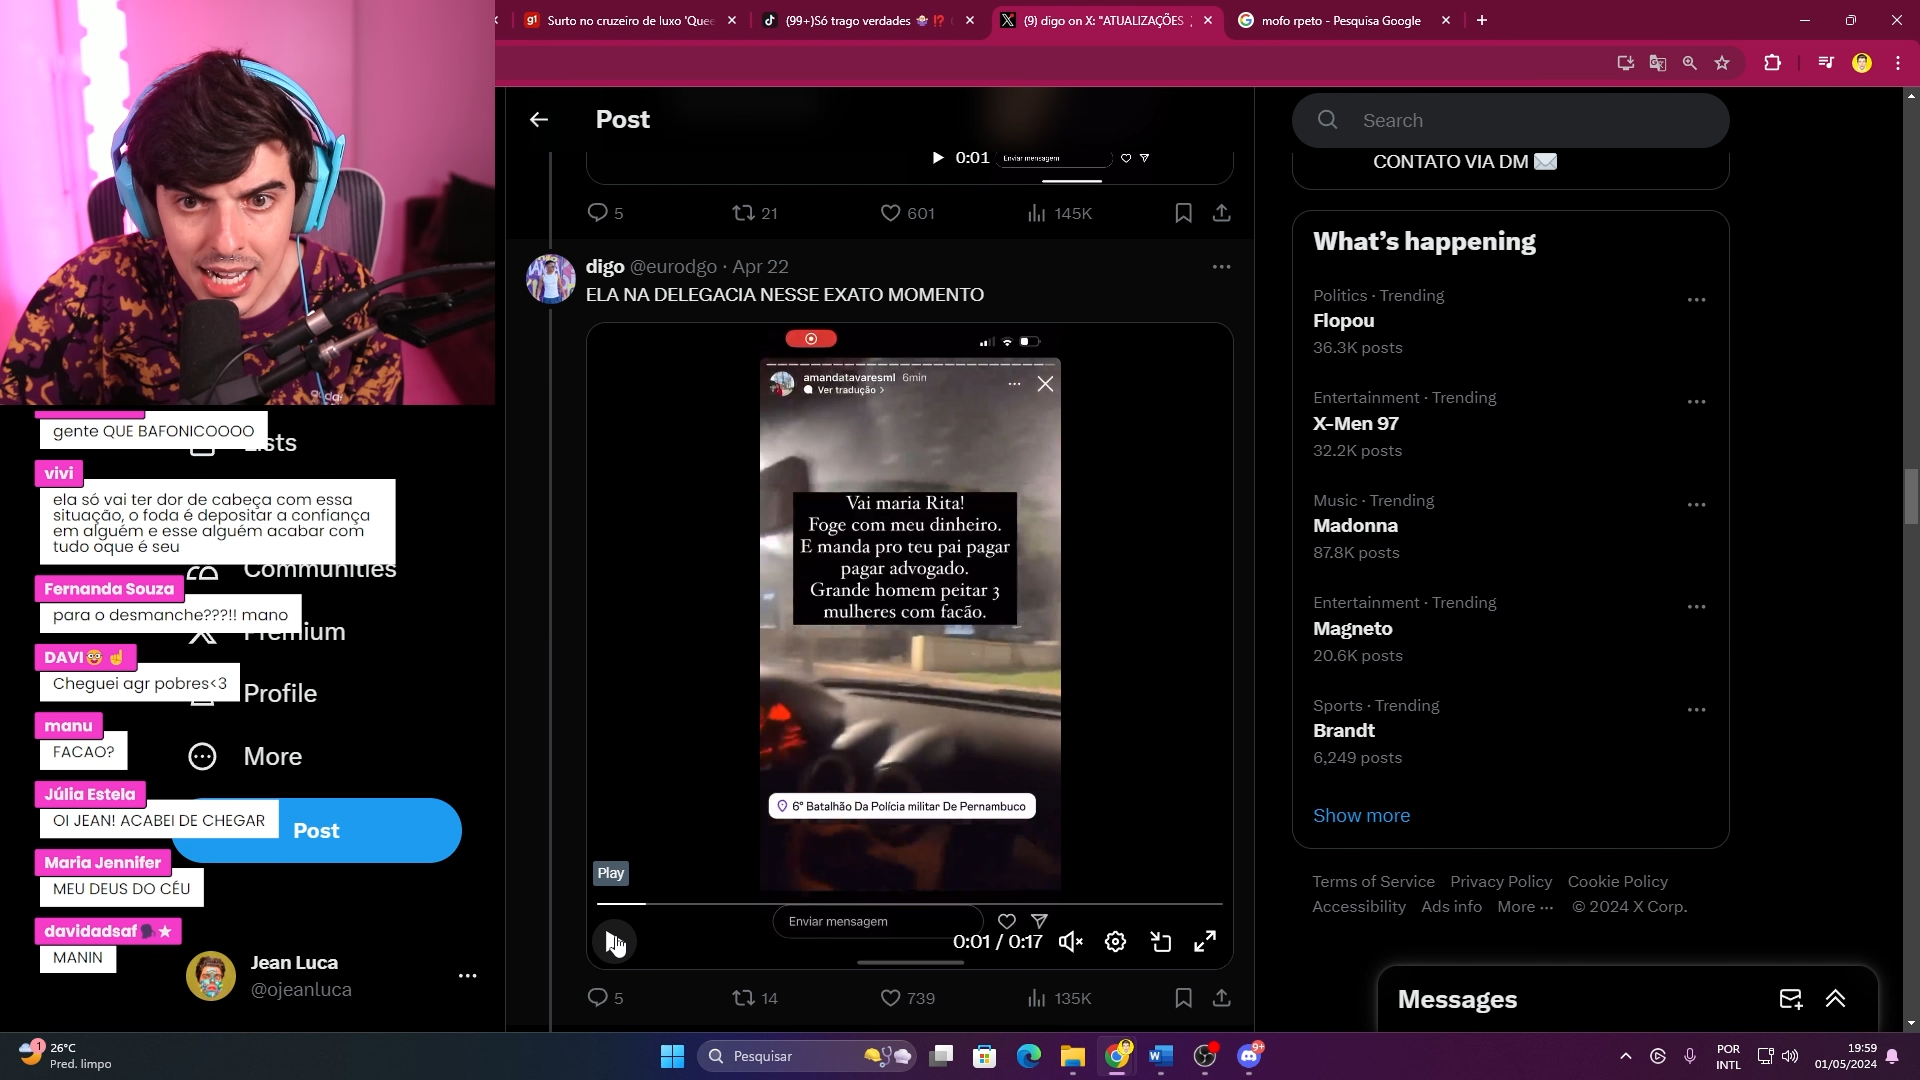 Surto no cruzeiro de luxo 'Quee
(99+)Só trago verdades
(9) digo on X: "ATUALIZAÇÕES
mofo rpeto - Pesquisa Google
Post
Search
CONTATO VIA DM
0:01
Enviar mensagem
5
21
601
145K
digo @eurodgo · Apr 22
ELA NA DELEGACIA NESSE EXATO MOMENTO
amandatavaresml 6min
Ver tradução >
Vai maria Rita!
Foge com meu dinheiro.
E manda pro teu pai pagar
pagar advogado.
Grande homem peitar 3
mulheres com facão.
6º Batalhão Da Polícia militar De Pernambuco
Play
Enviar mensagem
0:01 / 0:17
5
14
739
135K
What's happening
Politics · Trending
Flopou
36.3K posts
Entertainment · Trending
X-Men 97
32.2K posts
Music · Trending
Madonna
87.8K posts
Entertainment · Trending
Magneto
20.6K posts
Sports · Trending
Brandt
6,249 posts
Show more
Terms of Service Privacy Policy Cookie Policy
Accessibility Ads info More ··· © 2024 X Corp.
Messages
gente QUE BAFONICOOOO
vivi
ela só vai ter dor de cabeça com essa
situação, o foda é depositar a confiança
em alguém e esse alguém acabar com
tudo oque é seu
Communities
Fernanda Souza
para o desmanche???!! mano
Premium
DAVI
Cheguei agr pobres<3
Profile
manu
FACAO?
More
Júlia Estela
OI JEAN! ACABEI DE CHEGAR
Post
Maria Jennifer
MEU DEUS DO CÉU
davidadsaf
MANIN
Jean Luca
@ojeanluca
1
26°C
Pred. limpo
Pesquisar
9+
POR
INTL
19:59
01/05/2024